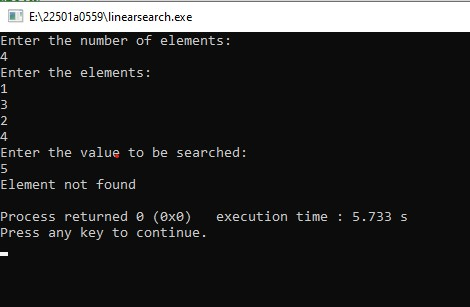 E:\22501a0559\linearsearch.exe
Enter the number of elements:
4
Enter the elements:
1
3
2
4
Enter the value to be searched:
5
Element not found
Process returned 0 (0x0)   execution time : 5.733 s
Press any key to continue.